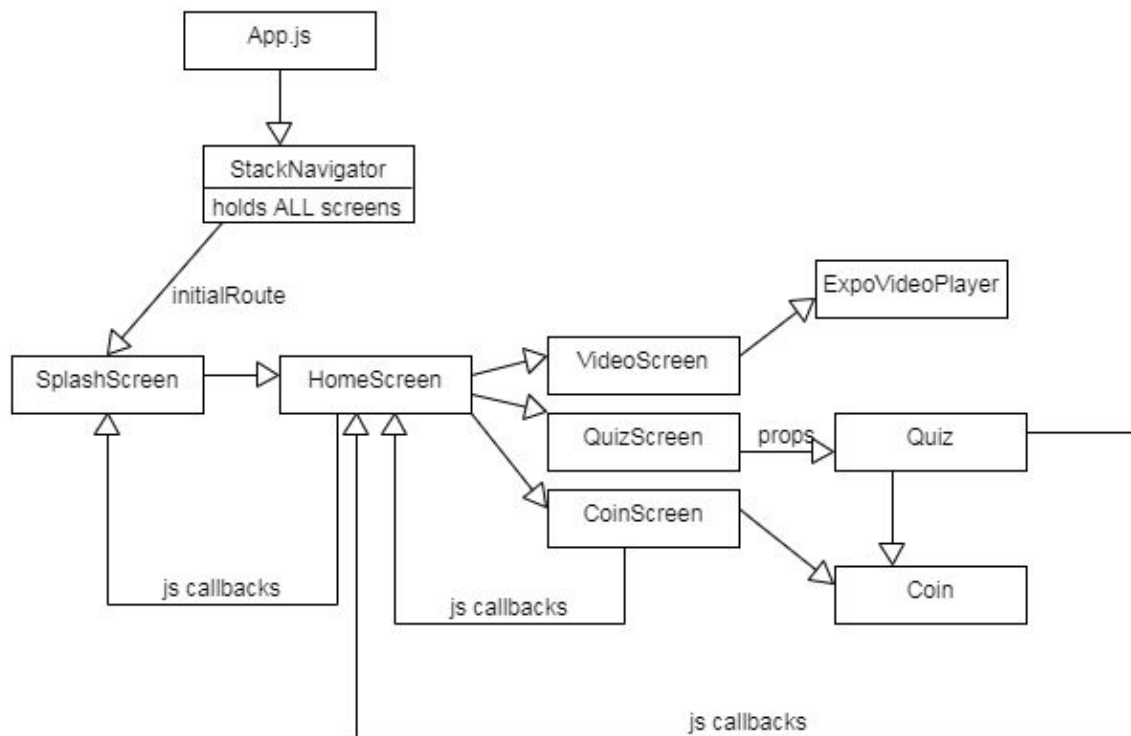 App.js
StackNavigator
holds ALL screens
initialRoute
ExpoVideoPlayer
SplashScreen
HomeScreen
VideoScreen
QuizScreen
props
Quiz
CoinScreen
js callbacks
js callbacks
Coin
js callbacks